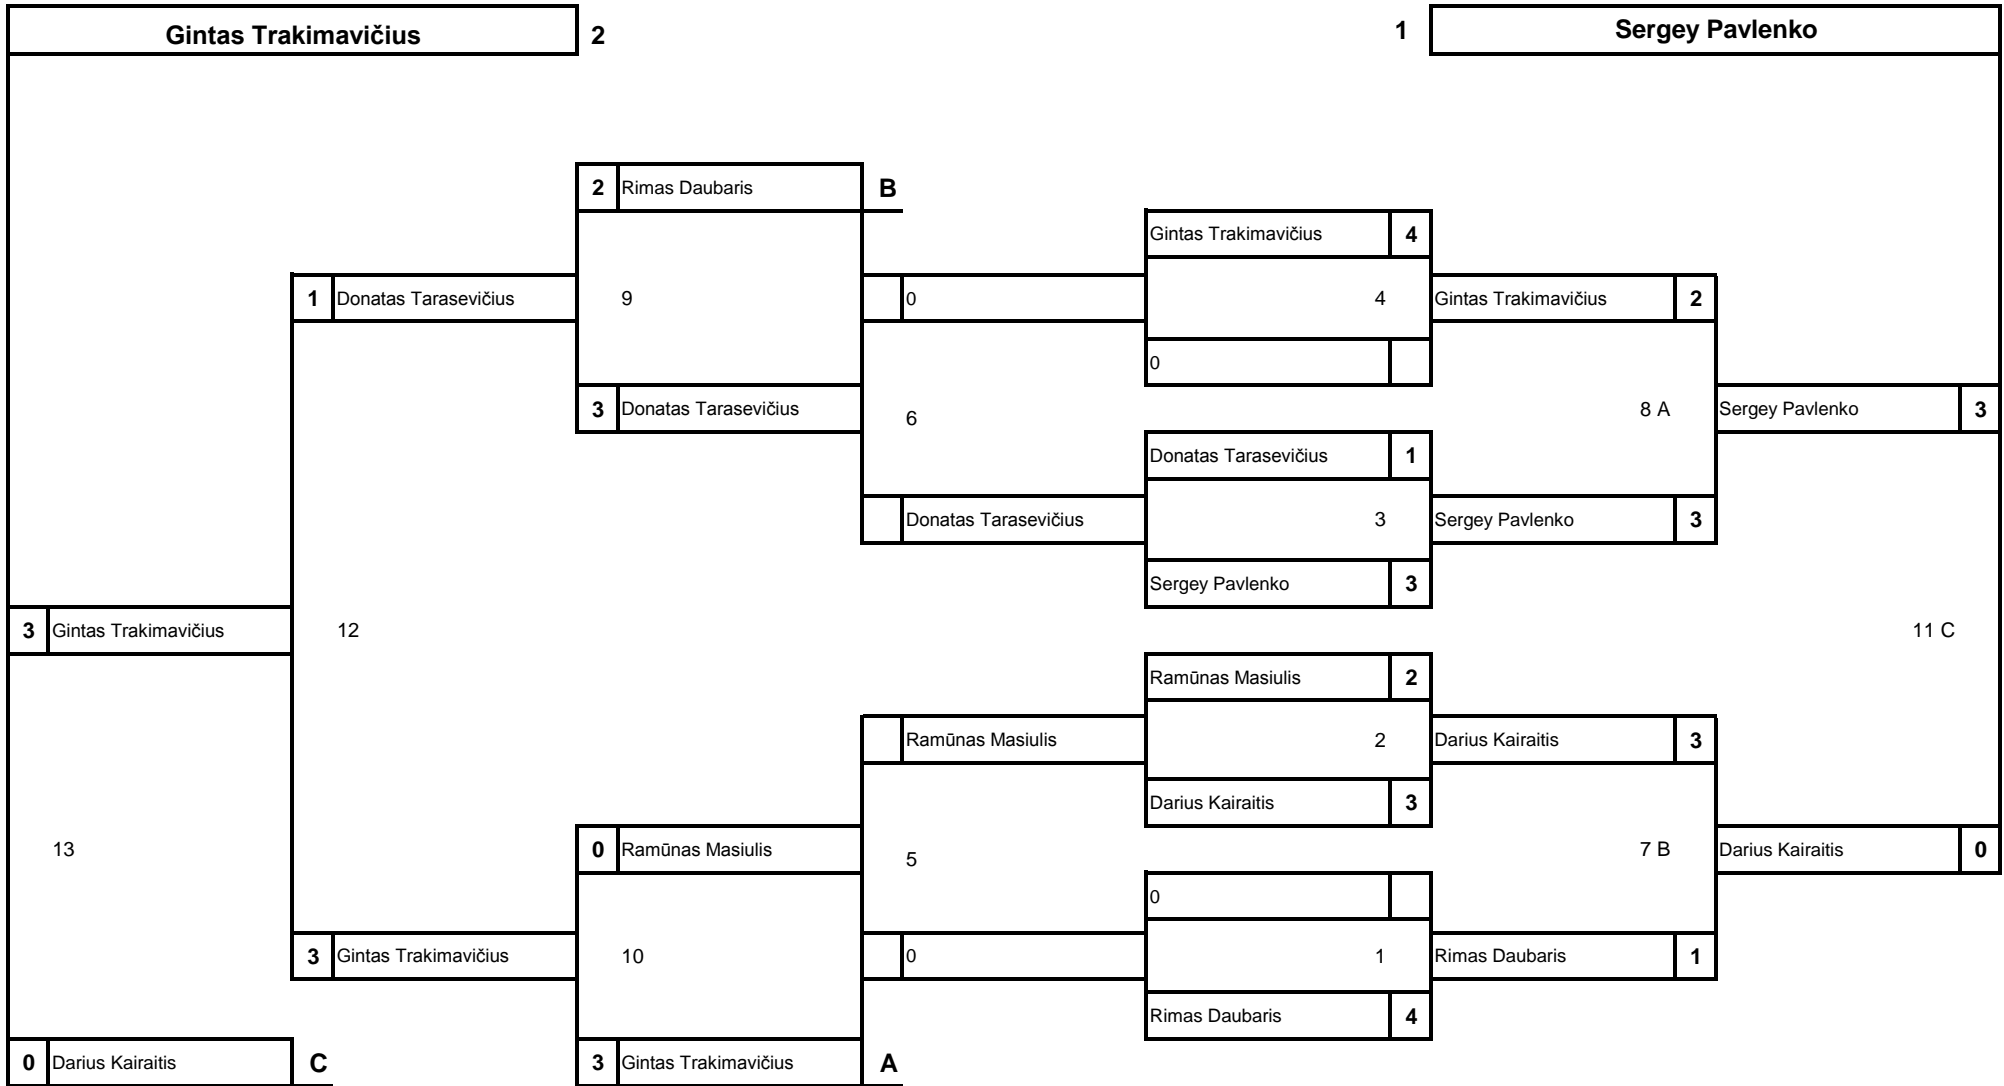 Gintas Trakimavičius 2 1 Sergey Pavlenko
2 Rimas Daubaris B
Gintas Trakimavičius 4
1 Donatas Tarasevičius 9 0 4 Gintas Trakimavičius 2
0
3 Donatas Tarasevičius 6 8 A Sergey Pavlenko 3
Donatas Tarasevičius 1
Donatas Tarasevičius 3 Sergey Pavlenko 3
Sergey Pavlenko 3
3 Gintas Trakimavičius 12 11 C
Ramūnas Masiulis 2
Ramūnas Masiulis 2 Darius Kairaitis 3
Darius Kairaitis 3
13 0 Ramūnas Masiulis 5 7 B Darius Kairaitis 0
0
3 Gintas Trakimavičius 10 0 1 Rimas Daubaris 1
Rimas Daubaris 4
0 Darius Kairaitis C 3 Gintas Trakimavičius A